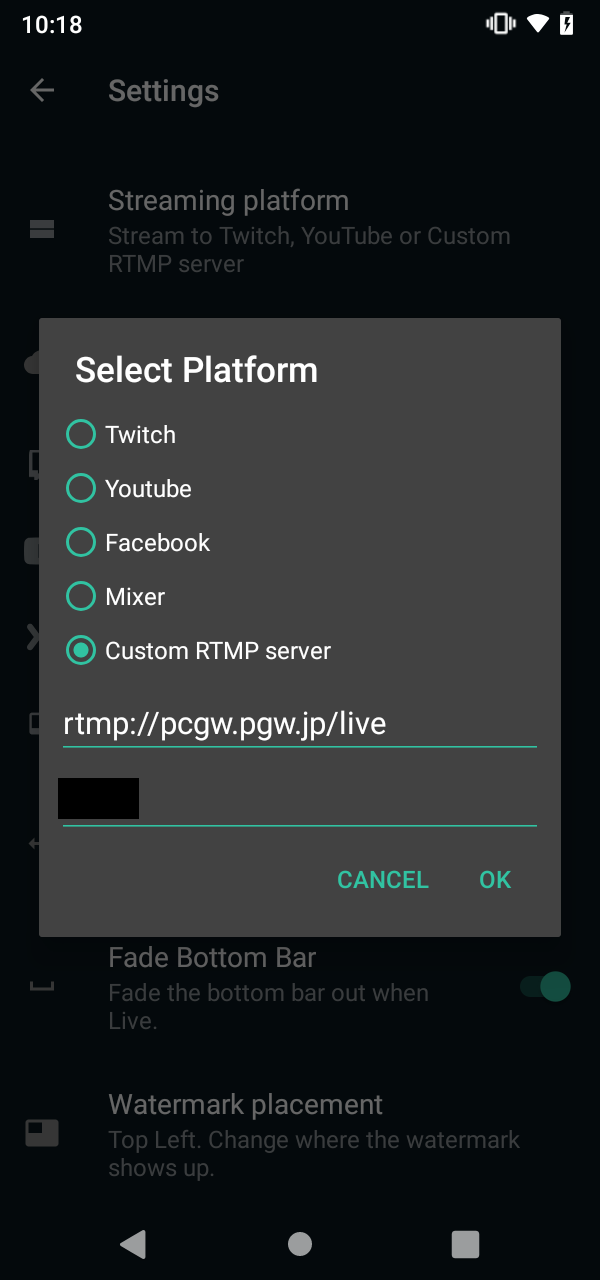 10:18
Settings
Streaming platform
Stream to Twitch, YouTube or Custom
RTMP server
Select Platform
Twitch
Youtube
Facebook
Mixer
Custom RTMP server
rtmp://pcgw.pgw.jp/live
CANCEL OK
Fade Bottom Bar
Fade the bottom bar out when
Live.
Watermark placement
Top Left. Change where the watermark
shows up.